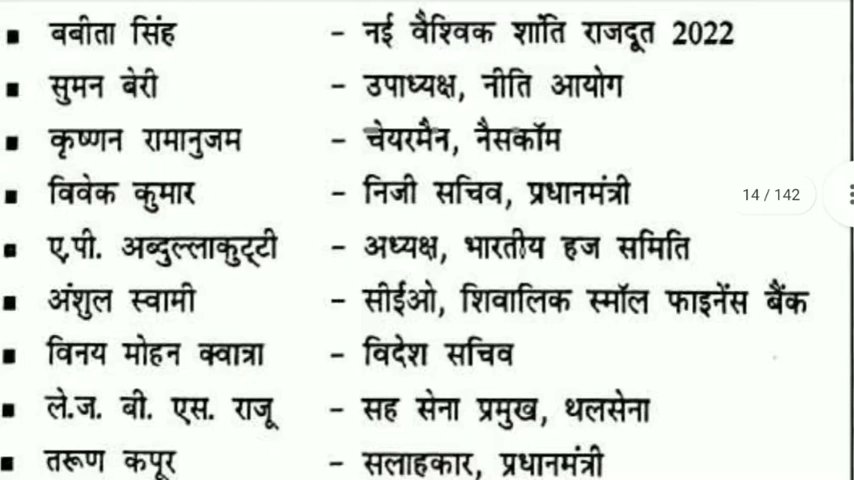 ▪ बबीता सिंह - नई वैश्विक शांति राजदूत 2022
▪ सुमन बेरी - उपाध्यक्ष, नीति आयोग
▪ कृष्णन रामानुजम - चेयरमैन, नैसकॉम
▪ विवेक कुमार - निजी सचिव, प्रधानमंत्री
14 / 142
▪ ए.पी. अब्दुल्लाकुट्टी - अध्यक्ष, भारतीय हज समिति
▪ अंशुल स्वामी - सीईओ, शिवालिक स्मॉल फाइनेंस बैंक
▪ विनय मोहन क्वात्रा - विदेश सचिव
▪ ले.ज. बी. एस. राजू - सह सेना प्रमुख, थलसेना
▪ तरूण कपूर - सलाहकार, प्रधानमंत्री